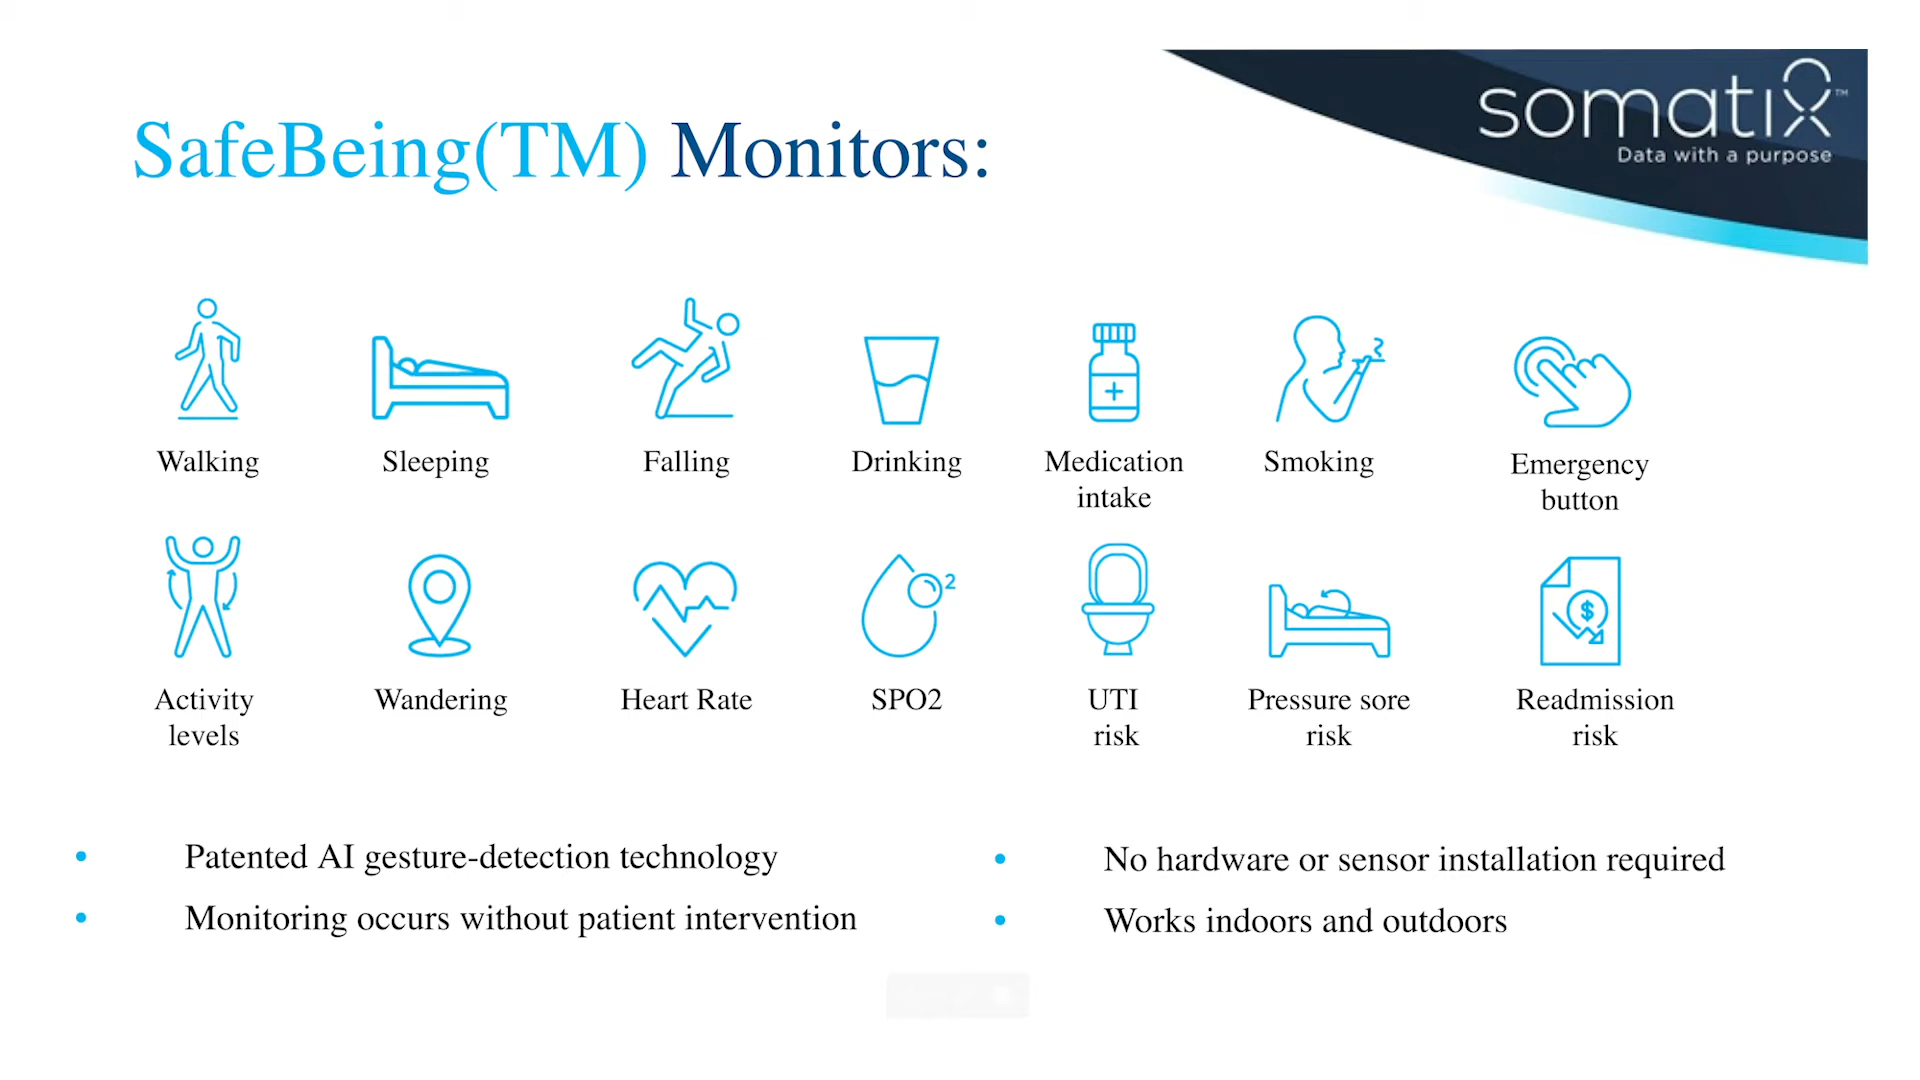 somatix™
Data with a purpose
SafeBeing(TM) Monitors:
Walking
Sleeping
Falling
Drinking
Medication
intake
Smoking
Emergency
button
Activity
levels
Wandering
Heart Rate
2
SPO2
UTI
risk
Pressure sore
risk
$
Readmission
risk
• Patented AI gesture-detection technology
• Monitoring occurs without patient intervention
• No hardware or sensor installation required
• Works indoors and outdoors